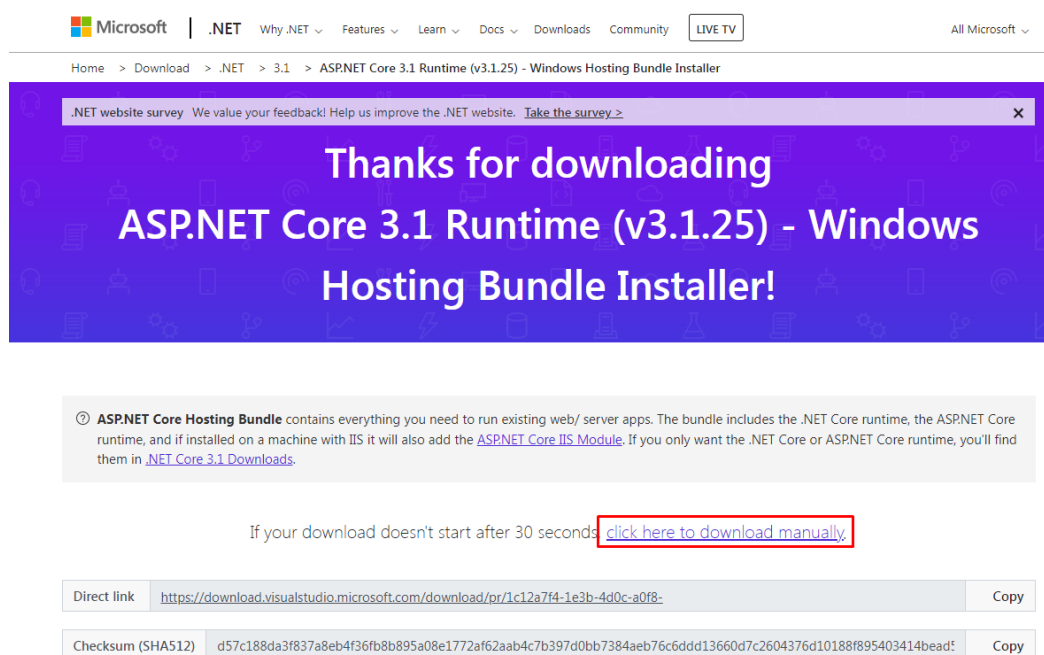 Microsoft | .NET Why .NET Features Learn Docs Downloads Community LIVE TV All Microsoft
Home > Download > .NET > 3.1 > ASP.NET Core 3.1 Runtime (v3.1.25) - Windows Hosting Bundle Installer
.NET website survey We value your feedback! Help us improve the .NET website. Take the survey >
Thanks for downloading
ASP.NET Core 3.1 Runtime (v3.1.25) - Windows
Hosting Bundle Installer!
ASP.NET Core Hosting Bundle contains everything you need to run existing web/ server apps. The bundle includes the .NET Core runtime, the ASP.NET Core
runtime, and if installed on a machine with IIS it will also add the ASP.NET Core IIS Module. If you only want the .NET Core or ASP.NET Core runtime, you'll find
them in .NET Core 3.1 Downloads.
If your download doesn't start after 30 seconds, click here to download manually.
Direct link https://download.visualstudio.microsoft.com/download/pr/1c12a7f4-1e3b-4d0c-a0f8- Copy
Checksum (SHA512) d57c188da3f837a8eb4f36fb8b895a08e1772af62aab4c7b397d0bb7384aeb76c6ddd13660d7c2604376d10188f895403414bead5 Copy